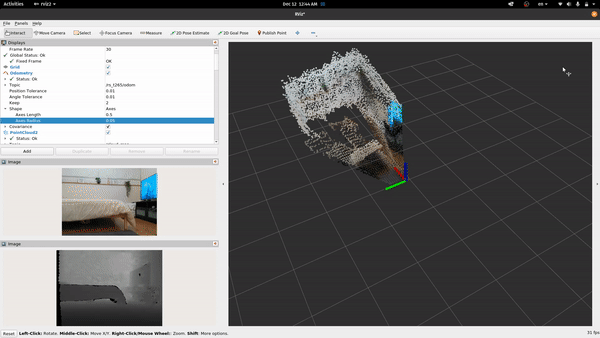 Activities
rviz2
Dec 12 12:44 AM
en
RViz*
File Panels Help
Interact Move Camera Select Focus Camera Measure 2D Pose Estimate 2D Goal Pose Publish Point
Displays
Frame Rate 30
Global Status: Ok
Fixed Frame OK
Grid
Odometry
Status: Ok
Topic /rs_t265/odom
Position Tolerance 0.01
Angle Tolerance 0.01
Keep 2
Shape Axes
Axes Length 0.5
Axes Radius 0.05
Covariance
PointCloud2
Status: Ok
Add Duplicate Remove Rename
Image
Image
Reset Left-Click: Rotate. Middle-Click: Move X/Y. Right-Click/Mouse Wheel: Zoom. Shift: More options.
31 fps